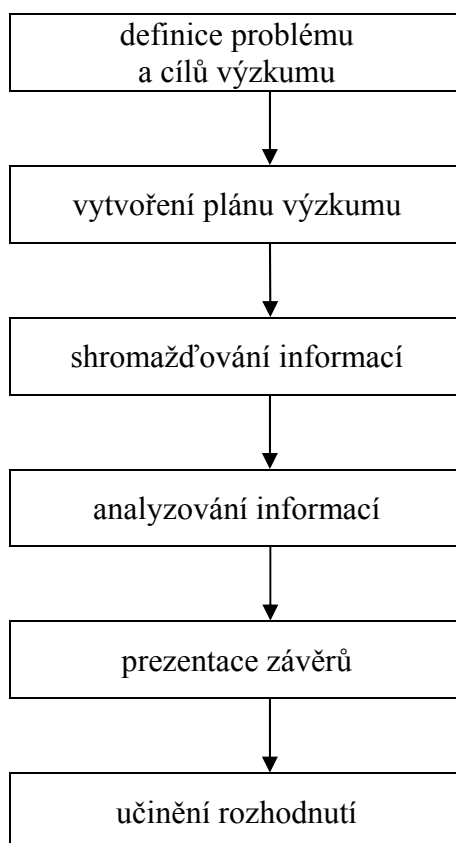 definice problému
a cílů výzkumu
vytvoření plánu výzkumu
shromažďování informací
analyzování informací
prezentace závěrů
učinění rozhodnutí